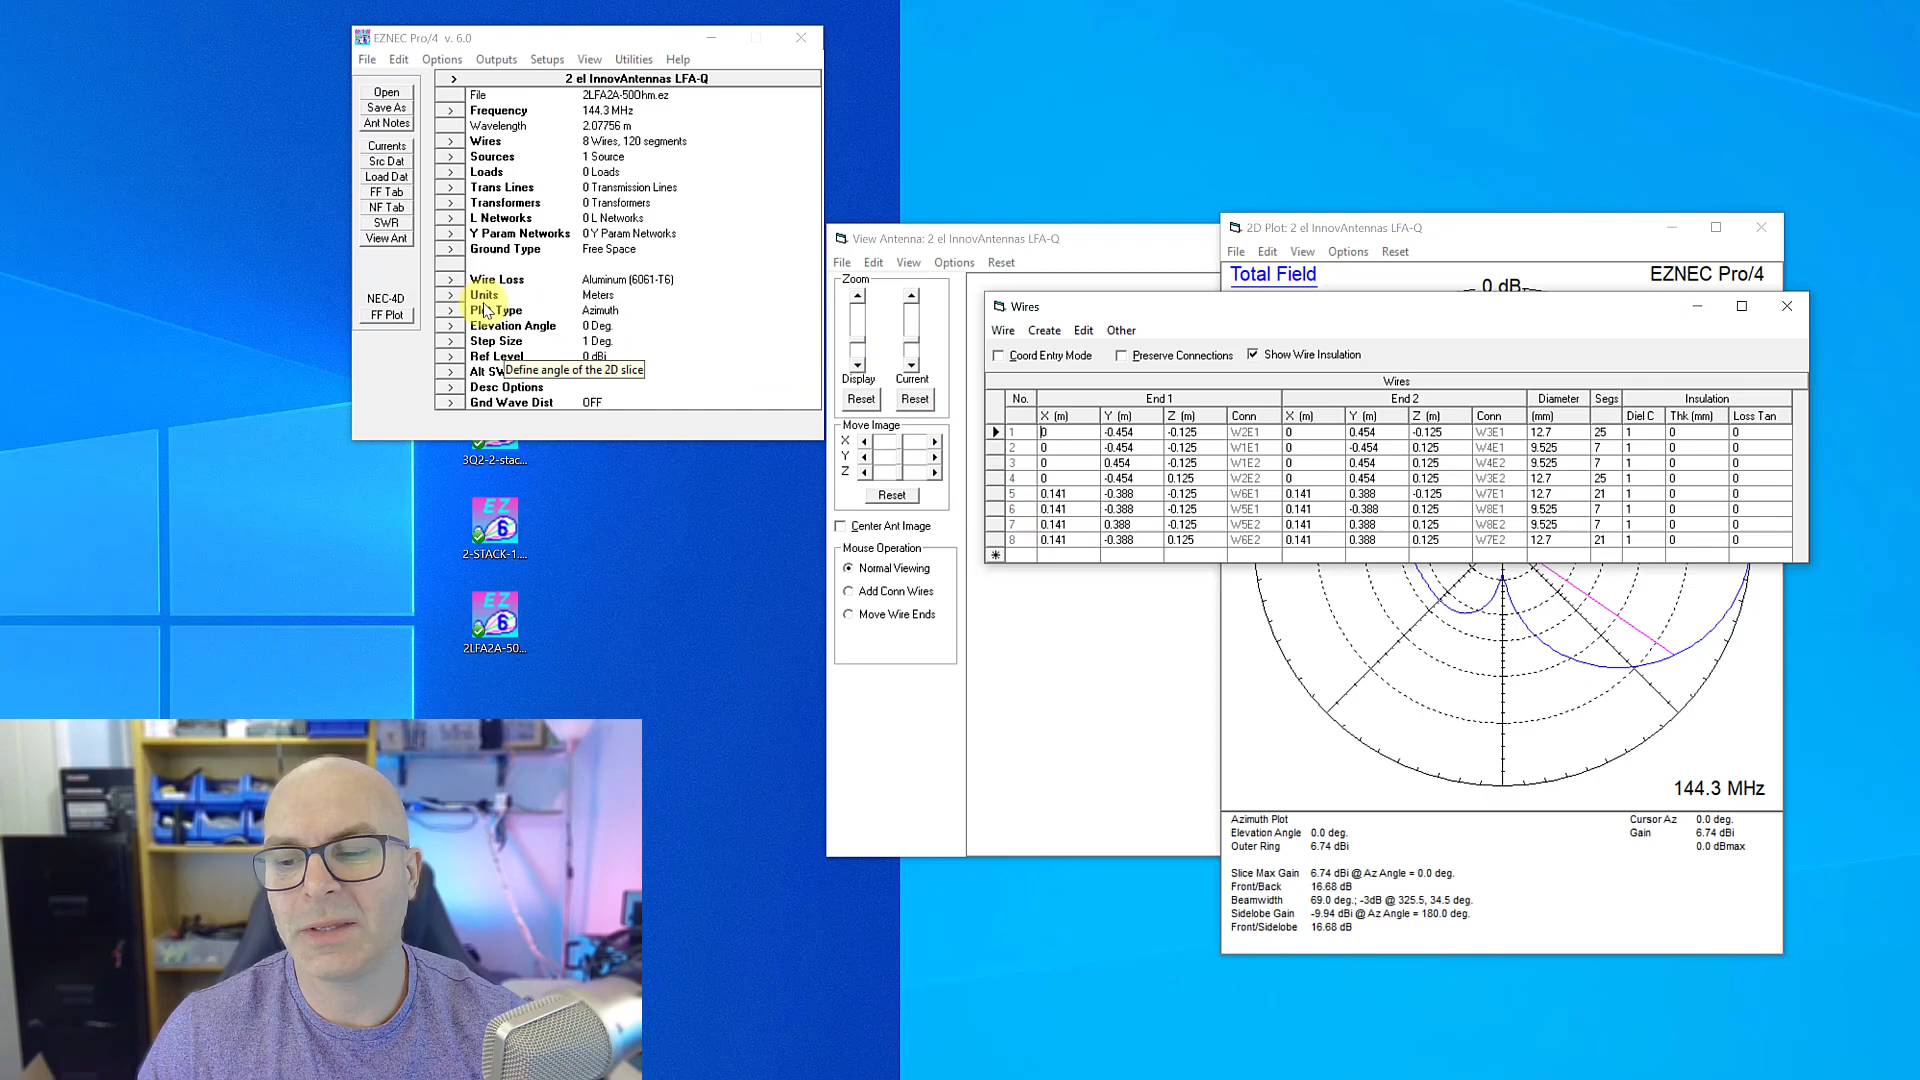 EZNEC Pro/4 v. 6.0
File Edit Options Outputs Setups View Utilities Help
> 2 el InnovAntennas LFA-Q
Open
Save As
Ant Notes
Currents
Src Dat
Load Dat
FF Tab
NF Tab
SWR
View Ant
NEC-4D
FF Plot
File 2LFA2A-50Ohm.ez
> Frequency 144.3 MHz
Wavelength 2.07756 m
> Wires 8 Wires, 120 segments
> Sources 1 Source
> Loads 0 Loads
> Trans Lines 0 Transmission Lines
> Transformers 0 Transformers
> L Networks 0 L Networks
> Y Param Networks 0 Y Param Networks
> Ground Type Free Space
> Wire Loss Aluminum (6061-T6)
> Units Meters
> Type Azimuth
> Elevation Angle 0 Deg.
> Step Size 1 Deg.
> Ref Level 0 dBi
> Alt
Define angle of the 2D slice
> Desc Options
> Gnd Wave Dist OFF
3Q2-2-stac...
EZ 6
2-STACK-1....
EZ 6
2LFA2A-50...
View Antenna: 2 el InnovAntennas LFA-Q
File Edit View Options Reset
Zoom
Display Current
Reset Reset
Move Image
X
Y
Z
Reset
Center Ant Image
Mouse Operation
Normal Viewing
Add Conn Wires
Move Wire Ends
2D Plot: 2 el InnovAntennas LFA-Q
File Edit View Options Reset
Total Field 0 dB EZNEC Pro/4
Wires
Wire Create Edit Other
Coord Entry Mode Preserve Connections Show Wire Insulation
Wires
No. End 1 End 2 Diameter Segs Insulation
X (m) Y (m) Z (m) Conn X (m) Y (m) Z (m) Conn (mm) Diel C Thk (mm) Loss Tan
1 0 -0.454 -0.125 W2E1 0 0.454 -0.125 W3E1 12.7 25 1 0 0
2 0 -0.454 -0.125 W1E1 0 -0.454 0.125 W4E1 9.525 7 1 0 0
3 0 0.454 -0.125 W1E2 0 0.454 0.125 W4E2 9.525 7 1 0 0
4 0 -0.454 0.125 W2E2 0 0.454 0.125 W3E2 12.7 25 1 0 0
5 0.141 -0.388 -0.125 W6E1 0.141 0.388 -0.125 W7E1 12.7 21 1 0 0
6 0.141 -0.388 -0.125 W5E1 0.141 -0.388 0.125 W8E1 9.525 7 1 0 0
7 0.141 0.388 -0.125 W5E2 0.141 0.388 0.125 W8E2 9.525 7 1 0 0
8 0.141 -0.388 0.125 W6E2 0.141 0.388 0.125 W7E2 12.7 21 1 0 0
144.3 MHz
Azimuth Plot Cursor Az 0.0 deg.
Elevation Angle 0.0 deg. Gain 6.74 dBi
Outer Ring 6.74 dBi 0.0 dBmax
Slice Max Gain 6.74 dBi @ Az Angle = 0.0 deg.
Front/Back 16.68 dB
Beamwidth 69.0 deg.; -3dB @ 325.5, 34.5 deg.
Sidelobe Gain -9.94 dBi @ Az Angle = 180.0 deg.
Front/Sidelobe 16.68 dB